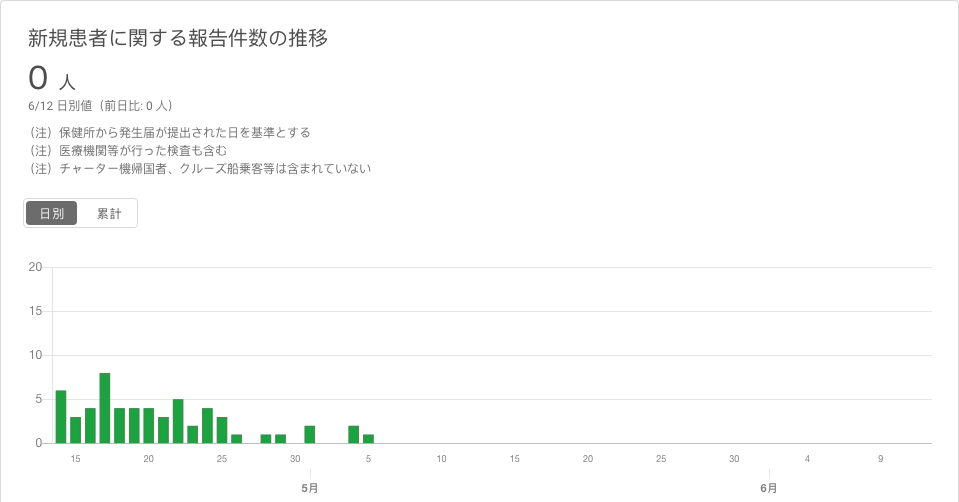 新規患者に関する報告件数の推移
0 人
6/12 日別値（前日比: 0 人）
（注）保健所から発生届が提出された日を基準とする
（注）医療機関等が行った検査も含む
（注）チャーター機帰国者、クルーズ船乗客等は含まれていない
日別 累計
20
15
10
5
0
15 20 25 30 5 10 15 20 25 30 4 9
5月 6月